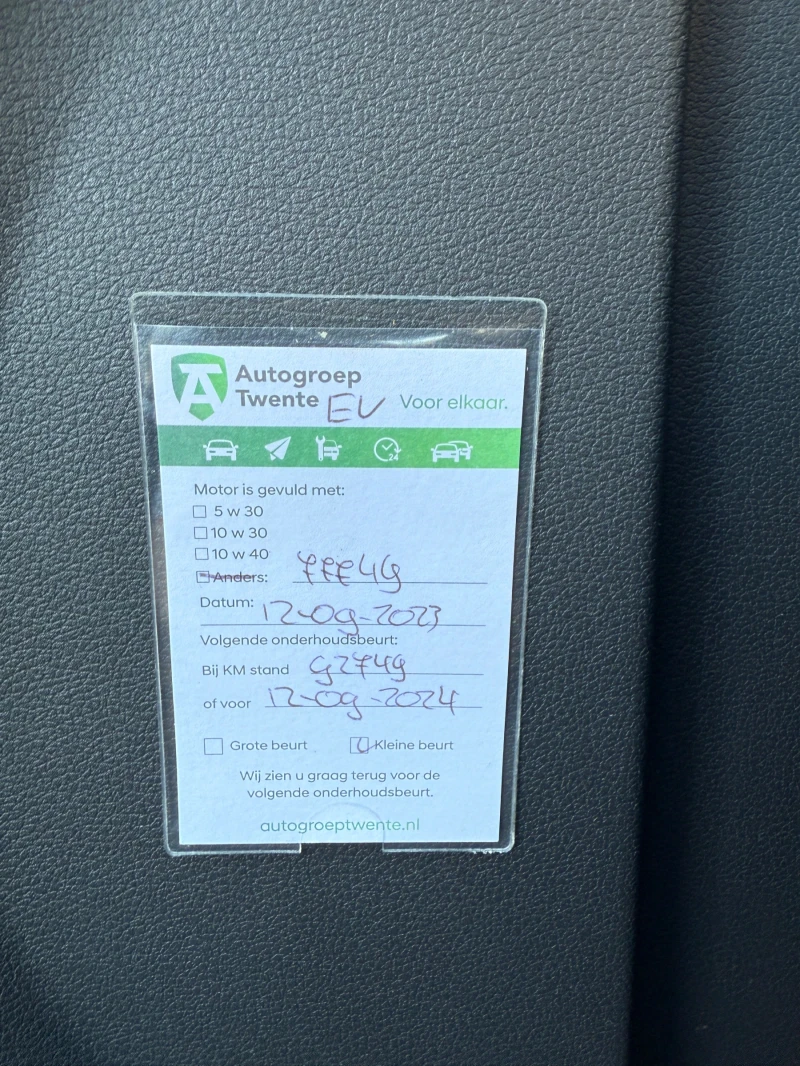 Autogroep
Twente EV Voor elkaar.
24
Motor is gevuld met:
5 w 30
10 w 30
10 w 40
Anders: 77749
Datum: 12-09-2023
Volgende onderhoudsbeurt:
Bij KM stand 92749
of voor 12-09-2024
Grote beurt Kleine beurt
Wij zien u graag terug voor de
volgende onderhoudsbeurt.
autogroeptwente.nl